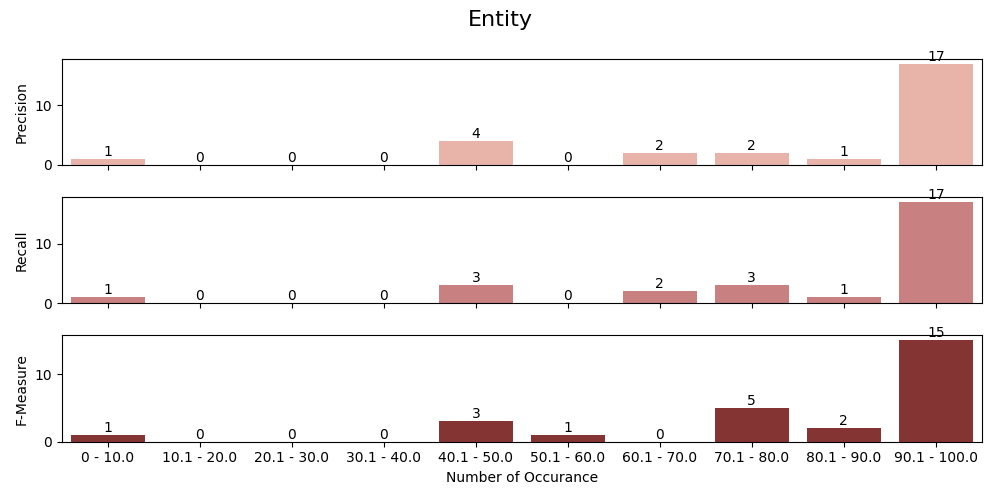 Entity
Precision
10
0
1 0 0 0 4 0 2 2 1 17
Recall
10
0
1 0 0 0 3 0 2 3 1 17
F-Measure
10
0
1 0 0 0 3 1 0 5 2 15
0 - 10.0 10.1 - 20.0 20.1 - 30.0 30.1 - 40.0 40.1 - 50.0 50.1 - 60.0 60.1 - 70.0 70.1 - 80.0 80.1 - 90.0 90.1 - 100.0
Number of Occurance